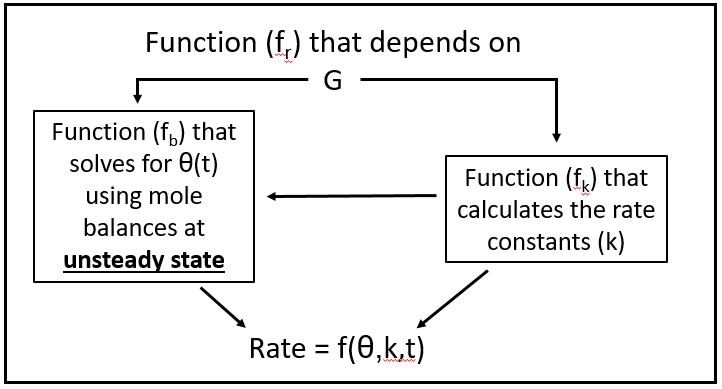 Function (fr) that depends on
G
Function (fb) that
solves for θ(t)
using mole
balances at
unsteady state
Function (fk) that
calculates the rate
constants (k)
Rate = f(θ,k,t)